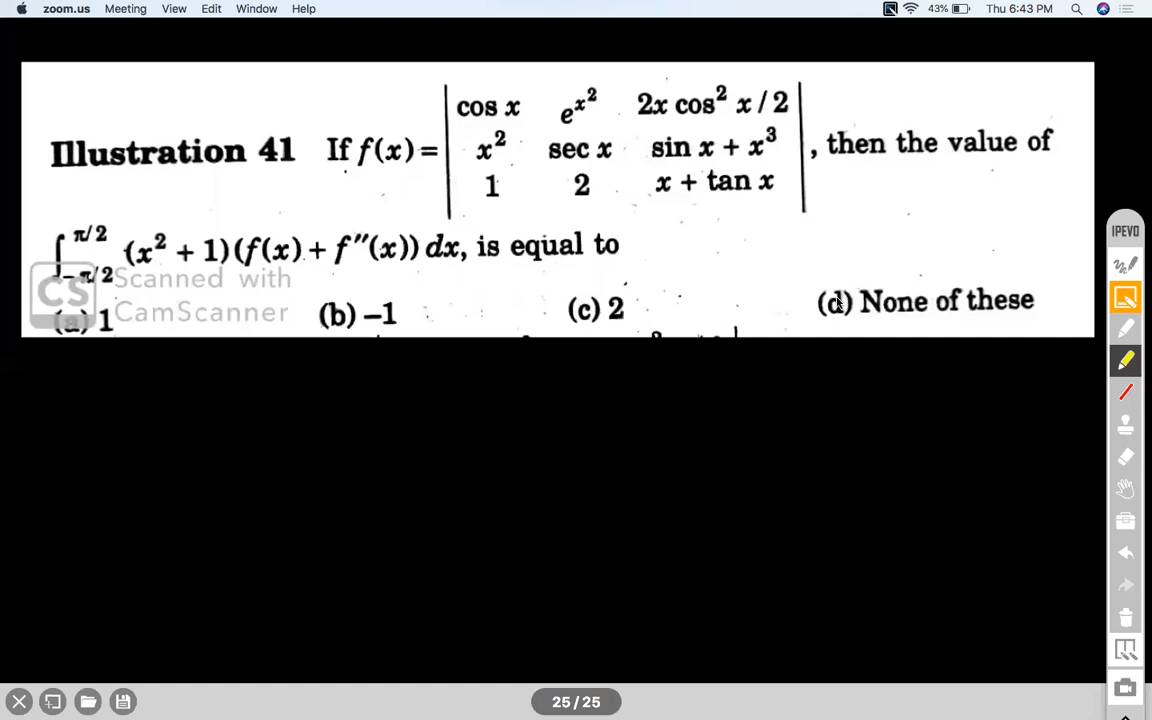 zoom.us Meeting View Edit Window Help 43% Thu 6:43 PM
cos x e^{x^2} 2x cos^2 x/2
Illustration 41 If f(x) = x^2 sec x sin x + x^3 , then the value of
1 2 x + tan x
∫_{-π/2}^{π/2} (x^2 + 1)(f(x) + f″(x)) dx, is equal to
CS Scanned with
CamScanner
(a) 1 (b) –1 (c) 2 (d) None of these
IPEVO
25 / 25